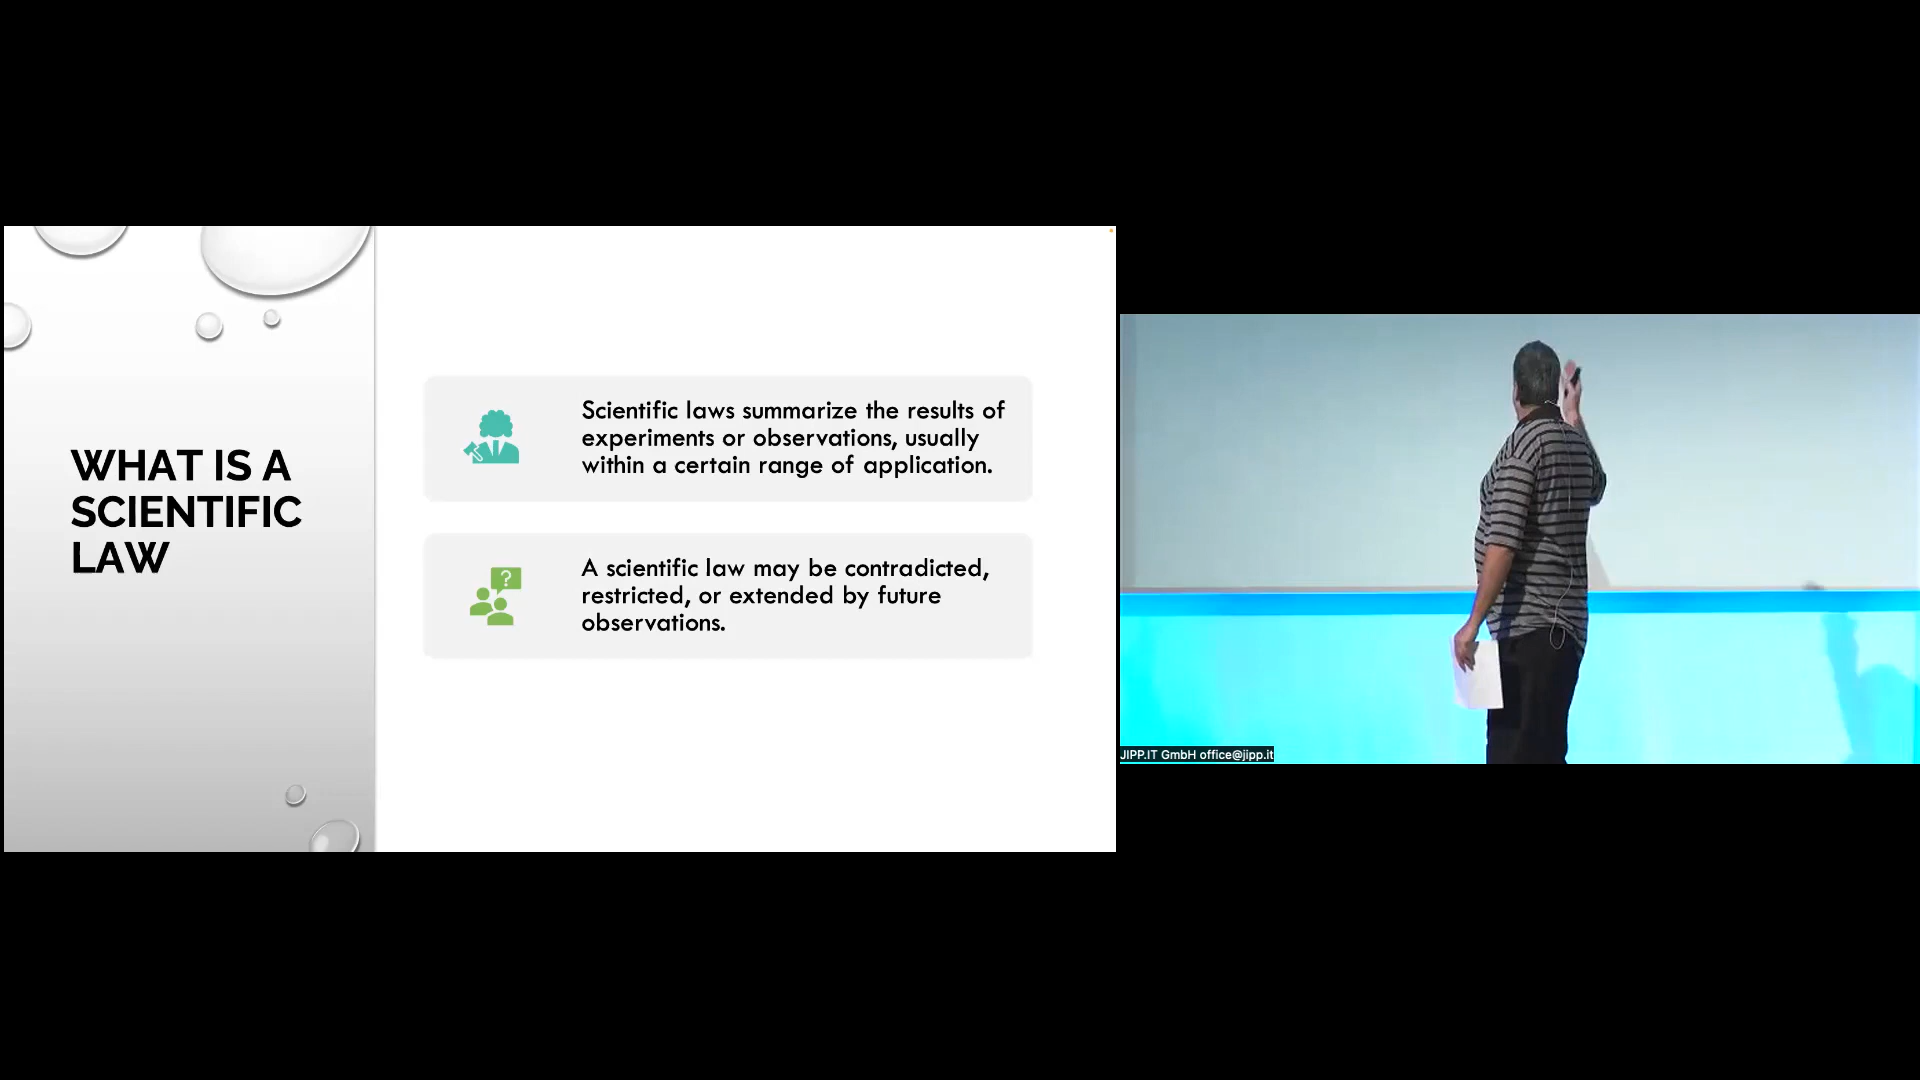 WHAT IS A
SCIENTIFIC
LAW
Scientific laws summarize the results of
experiments or observations, usually
within a certain range of application.
?
A scientific law may be contradicted,
restricted, or extended by future
observations.
JIPP.IT GmbH office@jipp.it